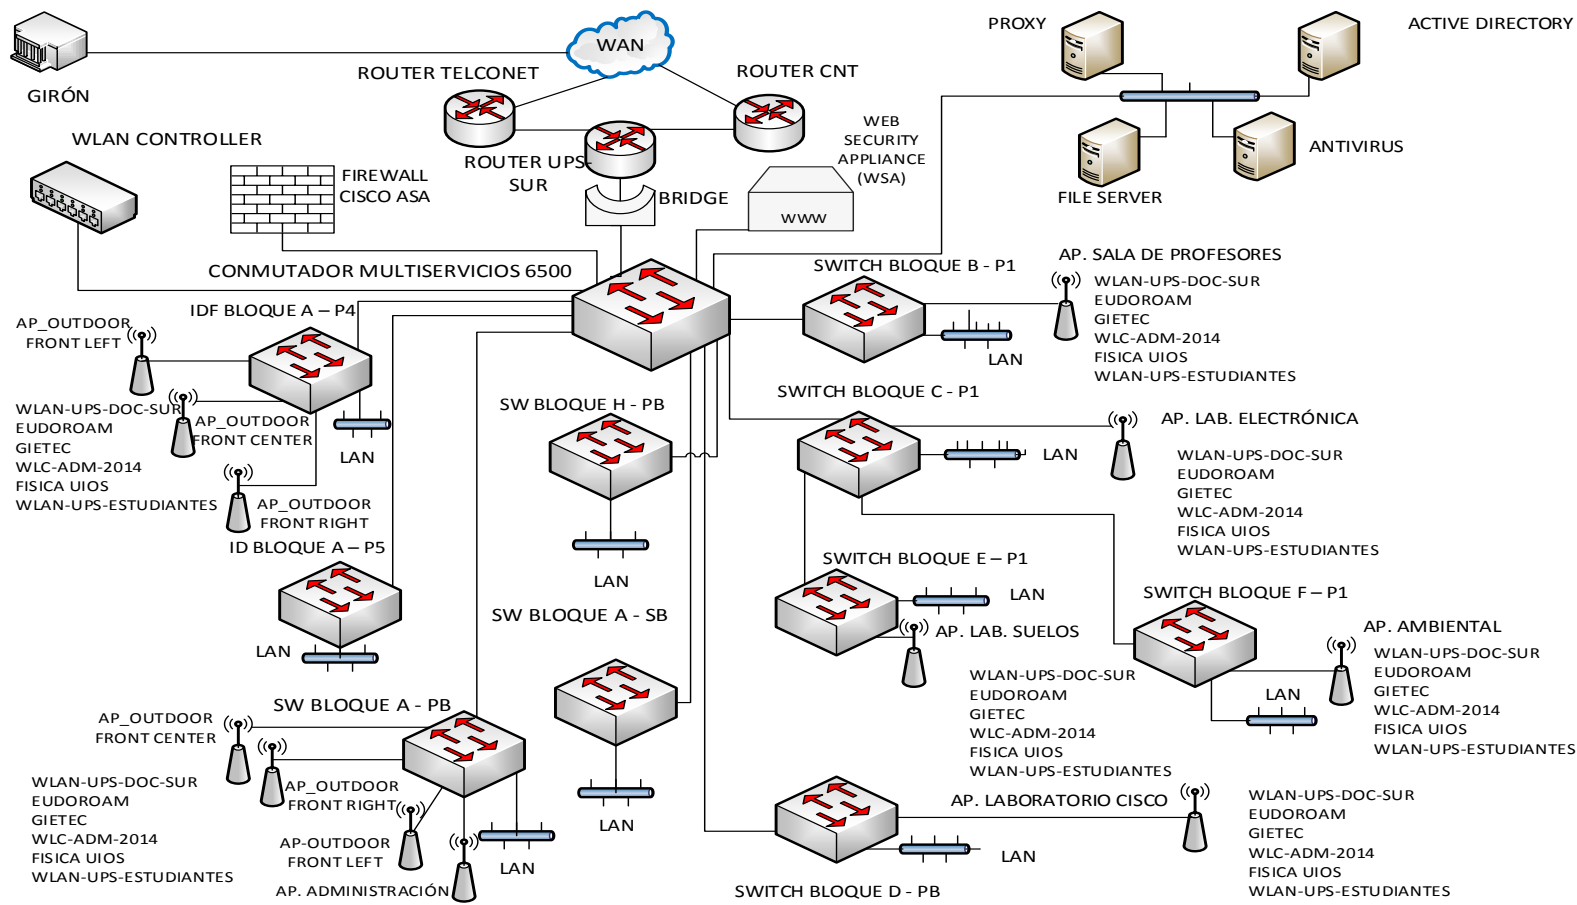 PROXY
ACTIVE DIRECTORY
WAN
ROUTER TELCONET
ROUTER CNT
GIRÓN
WLAN CONTROLLER
WEB
SECURITY
APPLIANCE
(WSA)
ANTIVIRUS
FIREWALL
CISCO ASA
ROUTER UPS-
SUR
BRIDGE
www
FILE SERVER
CONMUTADOR MULTISERVICIOS 6500
SWITCH BLOQUE B - P1
AP. SALA DE PROFESORES
WLAN-UPS-DOC-SUR
EUDOROAM
GIETEC
WLC-ADM-2014
FISICA UIOS
WLAN-UPS-ESTUDIANTES
LAN
IDF BLOQUE A – P4
AP_OUTDOOR
FRONT LEFT
WLAN-UPS-DOC-SUR
EUDOROAM
GIETEC
WLC-ADM-2014
FISICA UIOS
WLAN-UPS-ESTUDIANTES
AP_OUTDOOR
FRONT CENTER
LAN
AP_OUTDOOR
FRONT RIGHT
SW BLOQUE H - PB
LAN
SWITCH BLOQUE C - P1
LAN
AP. LAB. ELECTRÓNICA
WLAN-UPS-DOC-SUR
EUDOROAM
GIETEC
WLC-ADM-2014
FISICA UIOS
WLAN-UPS-ESTUDIANTES
ID BLOQUE A – P5
LAN
SWITCH BLOQUE E – P1
LAN
AP. LAB. SUELOS
WLAN-UPS-DOC-SUR
EUDOROAM
GIETEC
WLC-ADM-2014
FISICA UIOS
WLAN-UPS-ESTUDIANTES
SWITCH BLOQUE F – P1
AP. AMBIENTAL
WLAN-UPS-DOC-SUR
EUDOROAM
GIETEC
WLC-ADM-2014
FISICA UIOS
WLAN-UPS-ESTUDIANTES
LAN
SW BLOQUE A - SB
LAN
SW BLOQUE A - PB
AP_OUTDOOR
FRONT CENTER
WLAN-UPS-DOC-SUR
EUDOROAM
GIETEC
WLC-ADM-2014
FISICA UIOS
WLAN-UPS-ESTUDIANTES
AP_OUTDOOR
FRONT RIGHT
AP-OUTDOOR
FRONT LEFT
AP. ADMINISTRACIÓN
LAN
AP. LABORATORIO CISCO
WLAN-UPS-DOC-SUR
EUDOROAM
GIETEC
WLC-ADM-2014
FISICA UIOS
WLAN-UPS-ESTUDIANTES
LAN
SWITCH BLOQUE D - PB